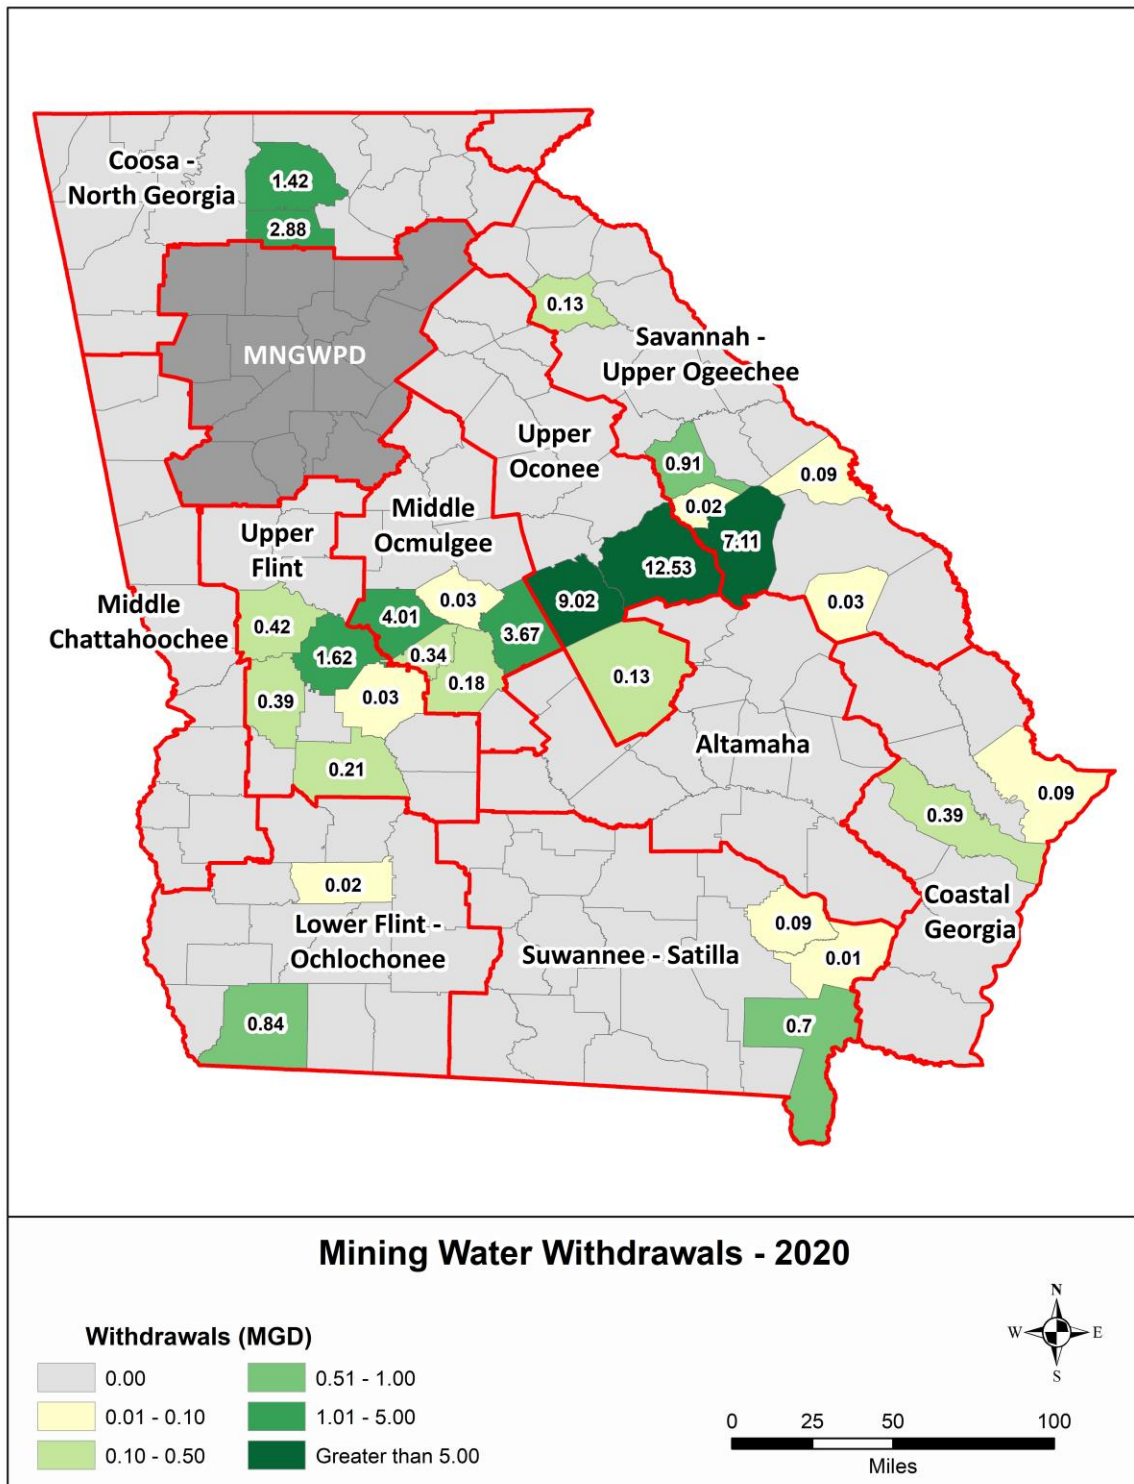 Coosa -
North Georgia
1.42
2.88
MNGWPD
0.13
Savannah -
Upper Ogeechee
Upper
Oconee
0.91
0.09
0.02
7.11
Middle
Ocmulgee
12.53
Upper
Flint
9.02
0.03
0.03
Middle
Chattahoochee
4.01
3.67
0.42
0.34
1.62
0.18
0.13
0.03
0.39
Altamaha
0.21
0.09
0.39
0.02
Coastal
Georgia
Lower Flint -
Ochlochonee
0.09
Suwannee - Satilla
0.01
0.84
0.7
Mining Water Withdrawals - 2020
Withdrawals (MGD)
0.00
0.01 - 0.10
0.10 - 0.50
0.51 - 1.00
1.01 - 5.00
Greater than 5.00
N
W E
S
0 25 50 100
Miles